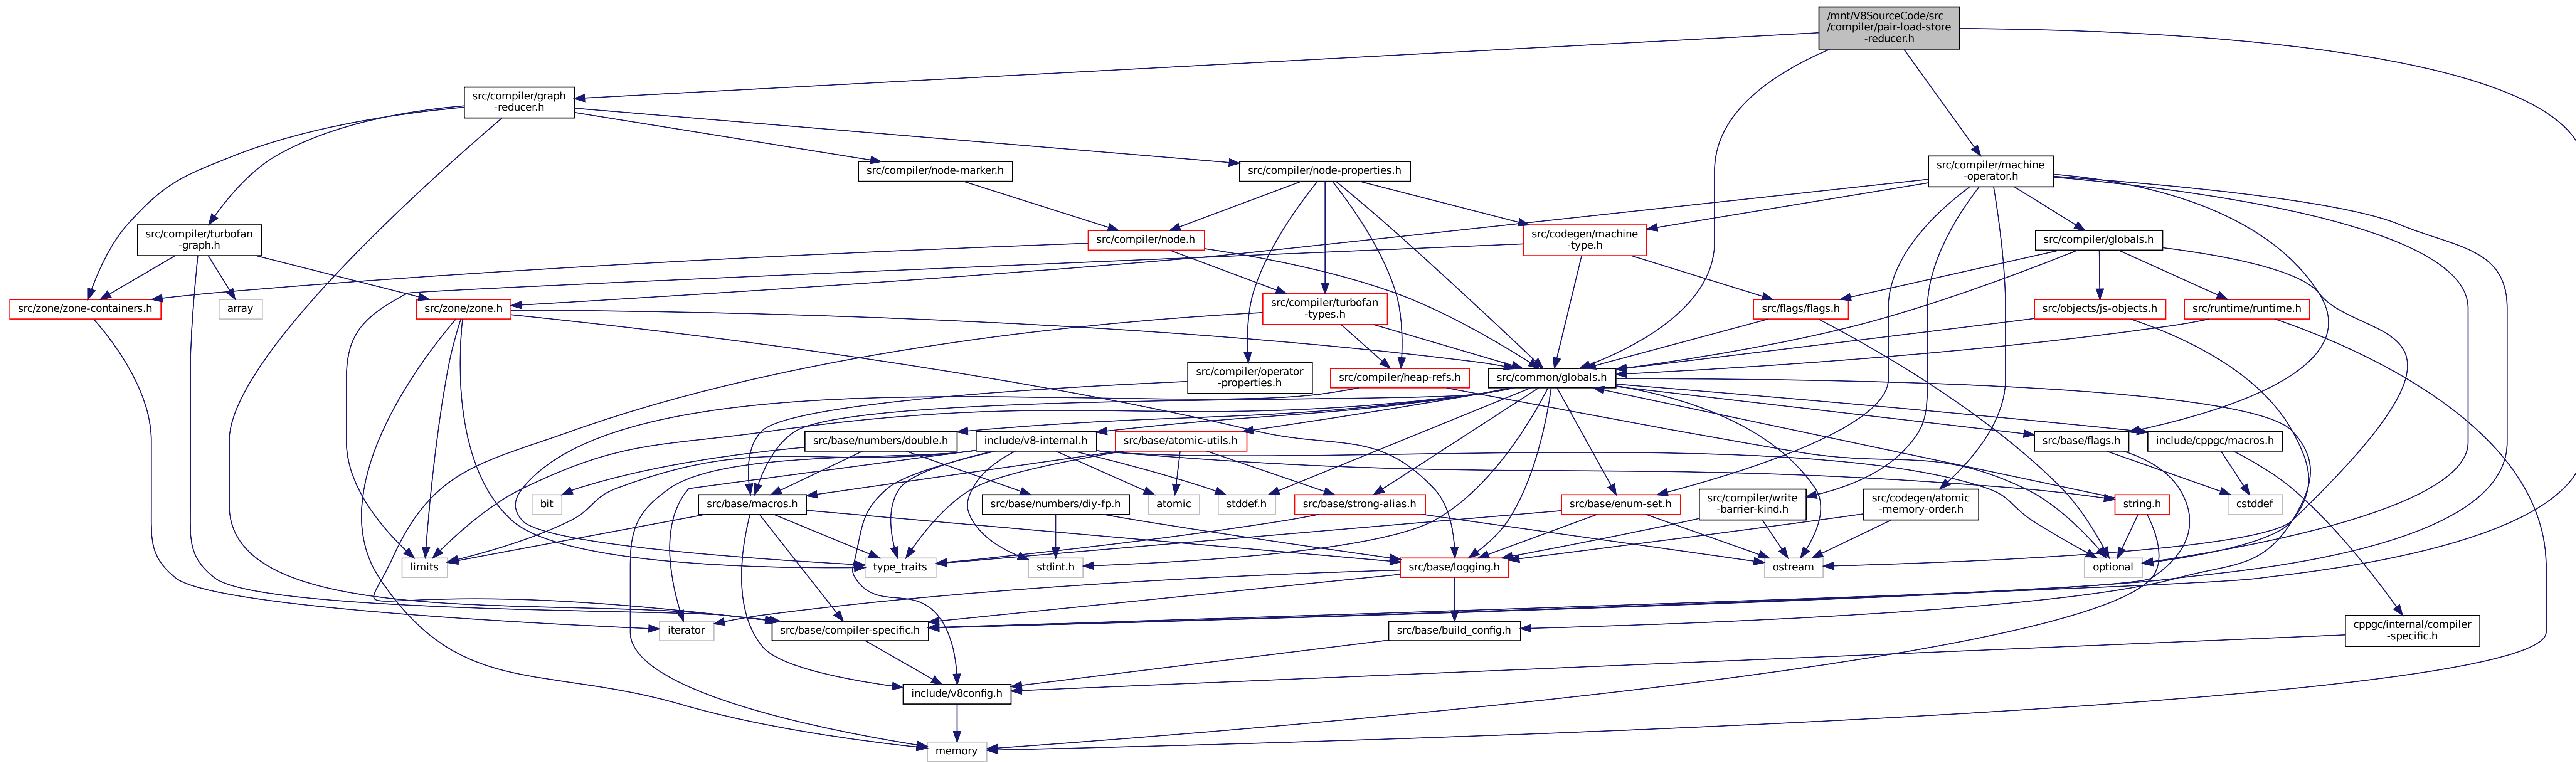 /mnt/V8SourceCode/src
/compiler/pair-load-store
-reducer.h
src/compiler/graph
-reducer.h
src/compiler/node-marker.h
src/compiler/node-properties.h
src/compiler/machine
-operator.h
src/compiler/turbofan
-graph.h
src/compiler/node.h
src/codegen/machine
-type.h
src/compiler/globals.h
src/zone/zone-containers.h
array
src/zone/zone.h
src/compiler/turbofan
-types.h
src/flags/flags.h
src/objects/js-objects.h
src/runtime/runtime.h
src/compiler/operator
-properties.h
src/compiler/heap-refs.h
src/common/globals.h
src/base/numbers/double.h
include/v8-internal.h
src/base/atomic-utils.h
src/base/flags.h
include/cppgc/macros.h
bit
src/base/macros.h
src/base/numbers/diy-fp.h
atomic
stddef.h
src/base/strong-alias.h
src/base/enum-set.h
src/compiler/write
-barrier-kind.h
src/codegen/atomic
-memory-order.h
string.h
cstddef
limits
type_traits
stdint.h
src/base/logging.h
ostream
optional
iterator
src/base/compiler-specific.h
src/base/build_config.h
cppgc/internal/compiler
-specific.h
include/v8config.h
memory